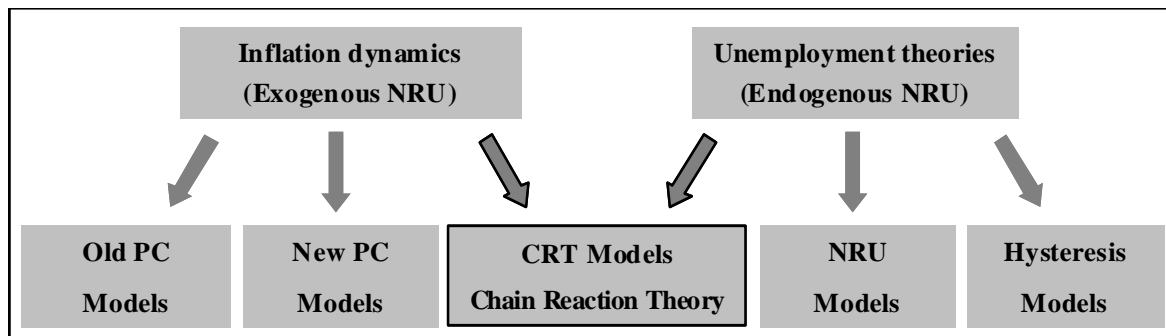 Inflation dynamics
(Exogenous NRU)
Unemployment theories
(Endogenous NRU)
Old PC
Models
New PC
Models
CRT Models
Chain Reaction Theory
NRU
Models
Hysteresis
Models